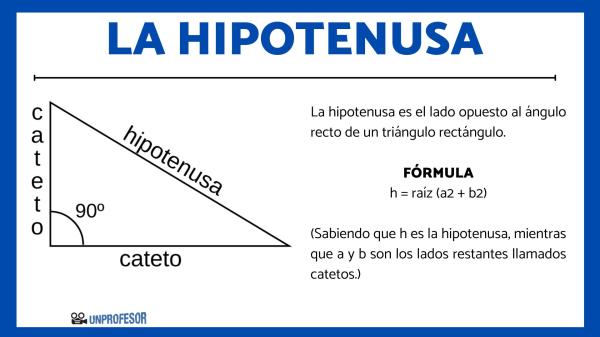 LA HIPOTENUSA
cateto
hipotenusa
90º
cateto
La hipotenusa es el lado opuesto al ángulo
recto de un triángulo rectángulo.
FÓRMULA
h = raíz (a2 + b2)
(Sabiendo que h es la hipotenusa, mientras
que a y b son los lados restantes llamados
catetos.)
UNPROFESOR